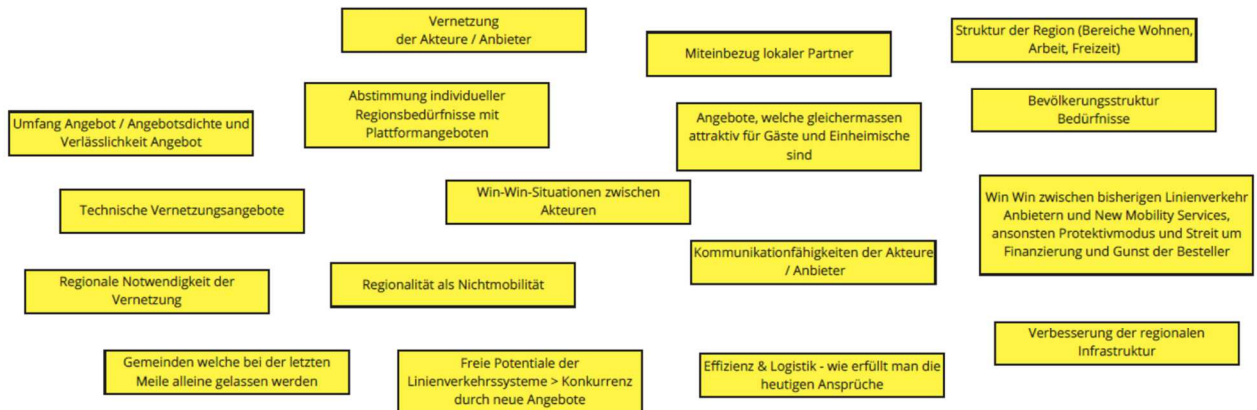 Vernetzung
der Akteure / Anbieter
Miteinbezug lokaler Partner
Struktur der Region (Bereiche Wohnen,
Arbeit, Freizeit)
Umfang Angebot / Angebotsdichte und
Verlässlichkeit Angebot
Abstimmung individueller
Regionsbedürfnisse mit
Plattformangeboten
Angebote, welche gleichermassen
attraktiv für Gäste und Einheimische
sind
Bevölkerungsstruktur
Bedürfnisse
Technische Vernetzungsangebote
Win-Win-Situationen zwischen
Akteuren
Win Win zwischen bisherigen Linienverkehr
Anbietern und New Mobility Services,
ansonsten Protektivmodus und Streit um
Finanzierung und Gunst der Besteller
Kommunikationfähigkeiten der Akteure
/ Anbieter
Regionale Notwendigkeit der
Vernetzung
Regionalität als Nichtmobilität
Verbesserung der regionalen
Infrastruktur
Gemeinden welche bei der letzten
Meile alleine gelassen werden
Freie Potentiale der
Linienverkehrssysteme > Konkurrenz
durch neue Angebote
Effizienz & Logistik - wie erfüllt man die
heutigen Ansprüche